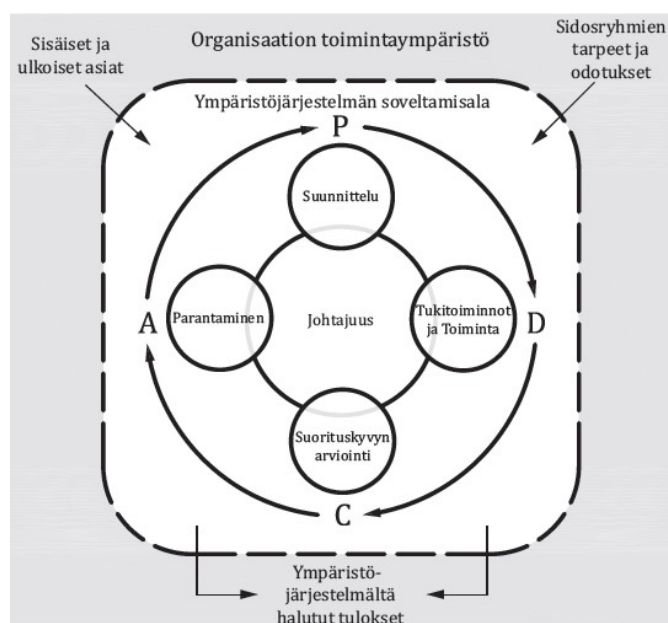 Sisäiset ja
ulkoiset asiat
Organisaation toimintaympäristö
Sidosryhmien
tarpeet ja
odotukset
Ympäristöjärjestelmän soveltamisala
P
Suunnittelu
A
Parantaminen
Johtajuus
Tukitoiminnot
ja Toiminta
D
Suorituskyvyn
arviointi
C
Ympäristö-
järjestelmältä
halutut tulokset